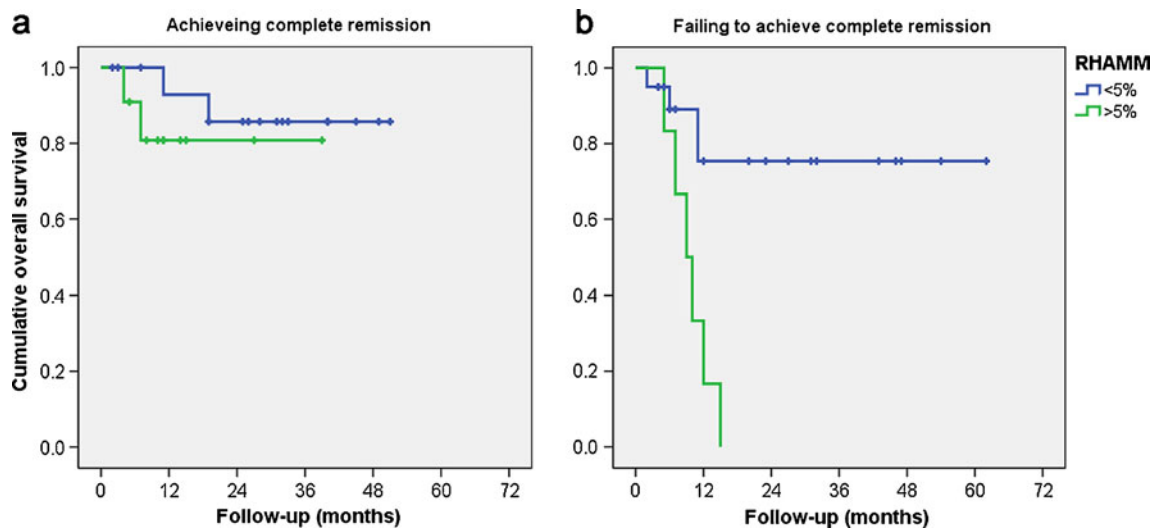 a
Achieveing complete remission
b
Failing to achieve complete remission
RHAMM
<5%
>5%
Cumulative overall survival
1.0
0.8
0.6
0.4
0.2
0.0
0 12 24 36 48 60 72
Follow-up (months)
1.0
0.8
0.6
0.4
0.2
0.0
0 12 24 36 48 60 72
Follow-up (months)